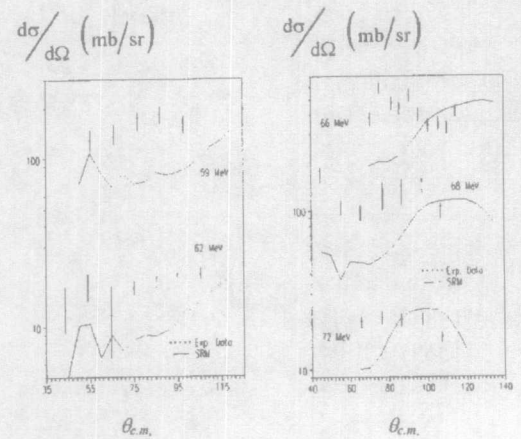 dσ/dΩ (mb/sr)
100
59 MeV
62 MeV
10
Exp Data
SRM
35 55 75 95 115
θc.m.
dσ/dΩ (mb/sr)
66 MeV
68 MeV
100
Exp. Data
SRM
72 MeV
10
40 60 80 100 120 140
θc.m.